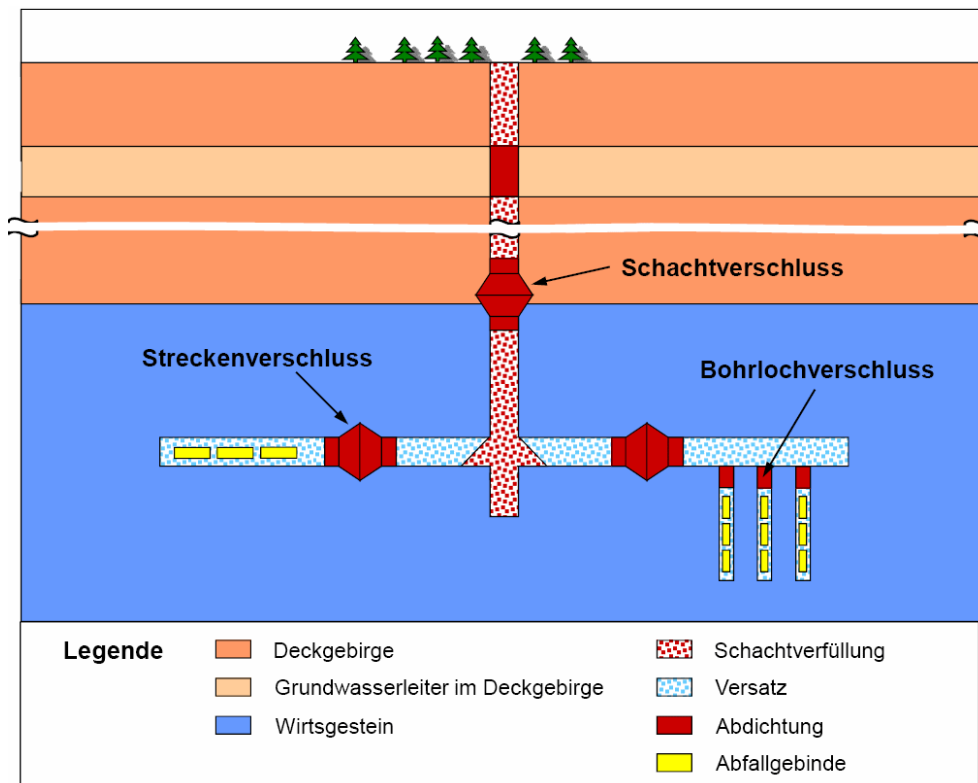 Schachtverschluss
Streckenverschluss
Bohrlochverschluss
Legende
Deckgebirge
Grundwasserleiter im Deckgebirge
Wirtsgestein
Schachtverfüllung
Versatz
Abdichtung
Abfallgebinde